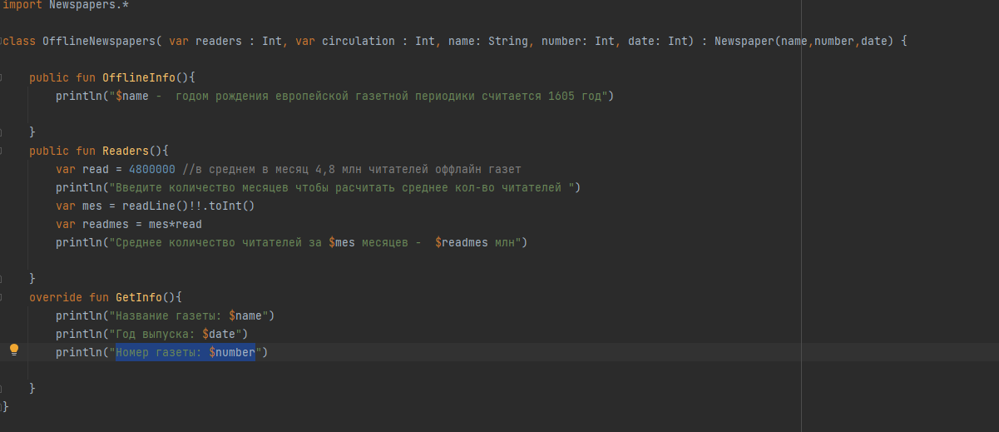 import Newspapers.*
class OfflineNewspapers( var readers : Int, var circulation : Int, name: String, number: Int, date: Int) : Newspaper(name,number,date) {
public fun OfflineInfo(){
println("$name -  годом рождения европейской газетной периодики считается 1605 год")
}
public fun Readers(){
var read = 4800000 //в среднем в месяц 4,8 млн читателей оффлайн газет
println("Введите количество месяцев чтобы расчитать среднее кол-во читателей ")
var mes = readLine()!!.toInt()
var readmes = mes*read
println("Среднее количество читателей за $mes месяцев -  $readmes млн")
}
override fun GetInfo(){
println("Название газеты: $name")
println("Год выпуска: $date")
println("Номер газеты: $number")
}
}